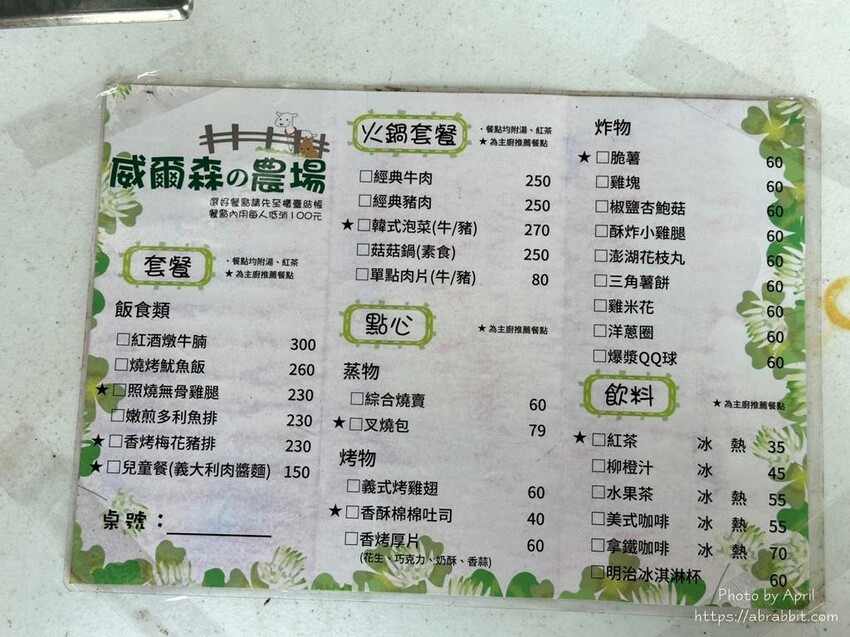 威爾森の農場
選好餐點請先至櫃臺結帳
餐點內用每人低消100元
套餐
・餐點均附湯、紅茶
★ 為主廚推薦餐點
飯食類
□紅酒燉牛腩 300
□燒烤魷魚飯 260
★□照燒無骨雞腿 230
□嫩煎多利魚排 230
★□香烤梅花豬排 230
★□兒童餐(義大利肉醬麵) 150
桌號：
火鍋套餐
・餐點均附湯、紅茶
★ 為主廚推薦餐點
□經典牛肉 250
□經典豬肉 250
★□韓式泡菜(牛/豬) 270
□菇菇鍋(素食) 250
□單點肉片(牛/豬) 80
點心
★ 為主廚推薦餐點
蒸物
□綜合燒賣 60
★□叉燒包 79
烤物
□義式烤雞翅 60
★□香酥棉棉吐司 40
□香烤厚片 60
(花生、巧克力、奶酥、香蒜)
炸物
★□脆薯 60
□雞塊 60
□椒鹽杏鮑菇 60
□酥炸小雞腿 60
□澎湖花枝丸 60
□三角薯餅 60
□雞米花 60
□洋蔥圈 60
□爆漿QQ球 60
飲料
★ 為主廚推薦餐點
★□紅茶 冰 熱 35
□柳橙汁 冰 45
□水果茶 冰 熱 55
□美式咖啡 冰 熱 55
□拿鐵咖啡 冰 熱 70
□明治冰淇淋杯 60
Photo by April
https://abrabbit.com